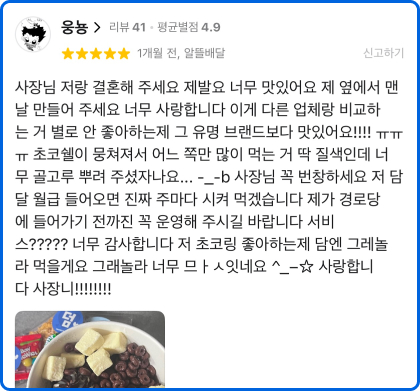 웅뇽 >
리뷰 41 · 평균별점 4.9
★★★★★ 1개월 전, 알뜰배달
신고하기
사장님 저랑 결혼해 주세요 제발요 너무 맛있어요 제 옆에서 맨
날 만들어 주세요 너무 사랑합니다 이게 다른 업체랑 비교하
는 거 별로 안 좋아하는제 그 유명 브랜드보다 맛있어요!!!! ㅠㅠ
ㅠ 초코쉘이 뭉쳐져서 어느 쪽만 많이 먹는 거 딱 질색인데 너
무 골고루 뿌려 주셨자나요... -_-b 사장님 꼭 번창하세요 저 담
달 월급 들어오면 진짜 주마다 시켜 먹겠습니다 제가 경로당
에 들어가기 전까진 꼭 운영해 주시길 바랍니다 서비
스????? 너무 감사합니다 저 초코링 좋아하는제 담엔 그레놀
라 먹을게요 그래놀라 너무 므ㅏㅅ잇네요 ^_~☆ 사랑합니
다 사장니!!!!!!!!